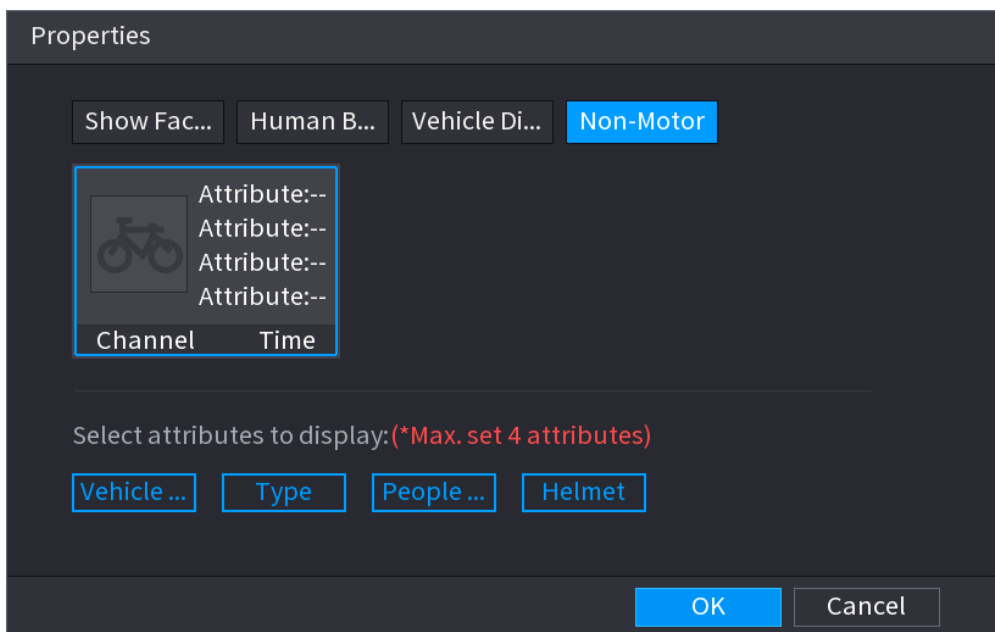 Properties
Show Fac... Human B... Vehicle Di... Non-Motor
Attribute:--
Attribute:--
Attribute:--
Attribute:--
Channel Time
Select attributes to display:(*Max. set 4 attributes)
Vehicle ... Type People ... Helmet
OK Cancel